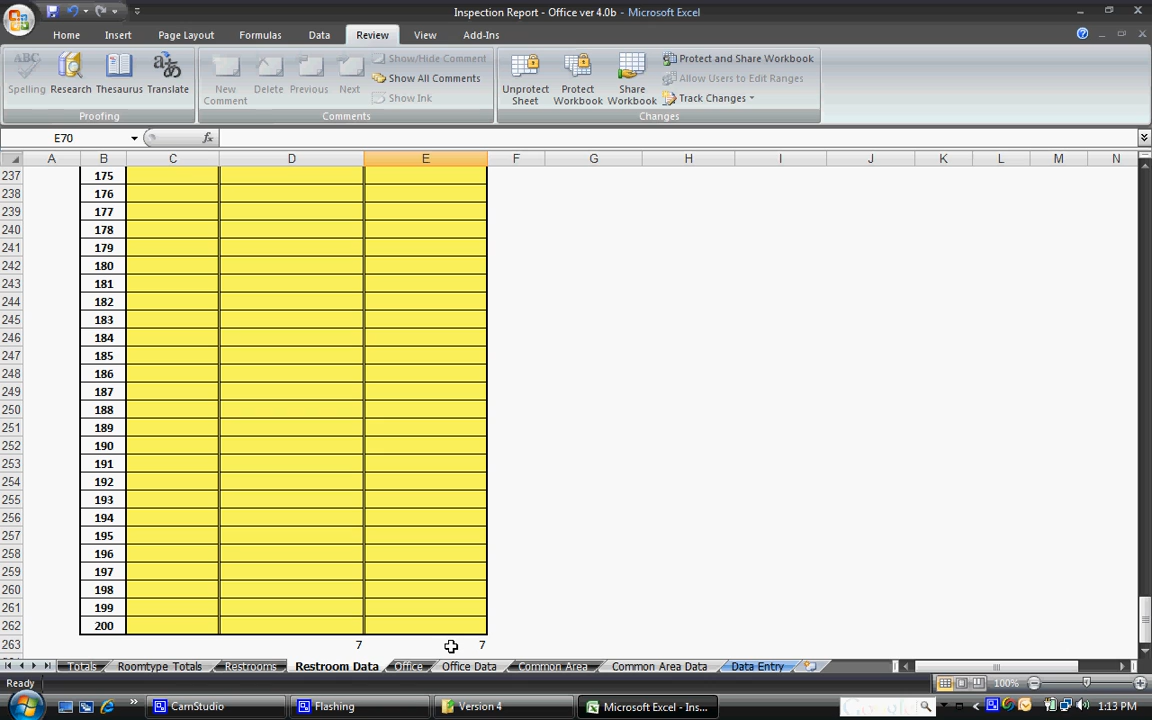 Inspection Report - Office ver 4.0b - Microsoft Excel
Home Insert Page Layout Formulas Data Review View Add-Ins
ABC Spelling Research Thesaurus Translate
Proofing
New Comment Delete Previous Next
Show/Hide Comment
Show All Comments
Show Ink
Comments
Unprotect Sheet Protect Workbook Share Workbook
Protect and Share Workbook
Allow Users to Edit Ranges
Track Changes
Changes
E70 fx
A B C D E F G H I J K L M N
237 175
238 176
239 177
240 178
241 179
242 180
243 181
244 182
245 183
246 184
247 185
248 186
249 187
250 188
251 189
252 190
253 191
254 192
255 193
256 194
257 195
258 196
259 197
260 198
261 199
262 200
263 7 7
Totals Roomtype Totals Restrooms Restroom Data Office Office Data Common Area Common Area Data Data Entry
Ready 100%
CamStudio Flashing Version 4 Microsoft Excel - Ins... Google 1:13 PM